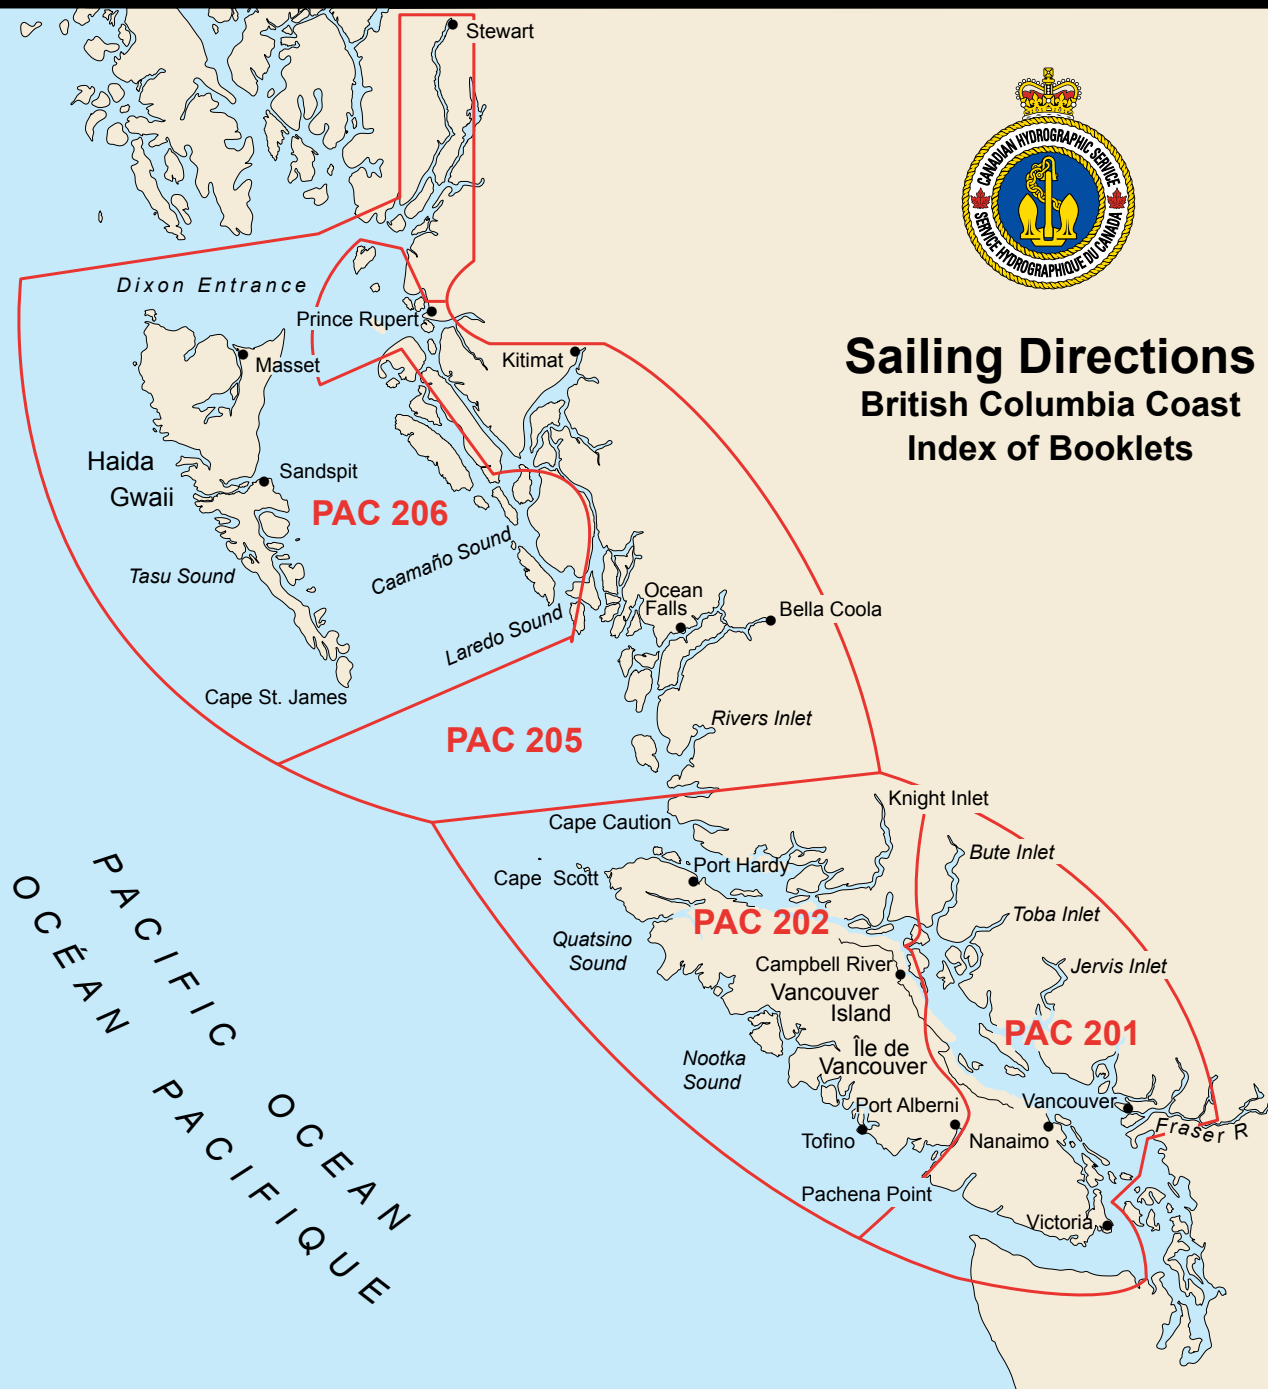 Stewart
CANADIAN HYDROGRAPHIC SERVICE
SERVICE HYDROGRAPHIQUE DU CANADA
Sailing Directions
British Columbia Coast
Index of Booklets
Dixon Entrance
Prince Rupert
Masset
Kitimat
Haida
Gwaii
Sandspit
PAC 206
Tasu Sound
Caamaño Sound
Laredo Sound
Ocean
Falls
Bella Coola
Cape St. James
Rivers Inlet
PAC 205
Knight Inlet
Cape Caution
Bute Inlet
Port Hardy
Cape Scott
PAC 202
Toba Inlet
Quatsino
Sound
Campbell River
Jervis Inlet
Vancouver
Island
PAC 201
Île de
Vancouver
Nootka
Sound
Port Alberni
Vancouver
Fraser R
Tofino
Nanaimo
Pachena Point
Victoria
PACIFIC OCEAN
OCÉAN PACIFIQUE